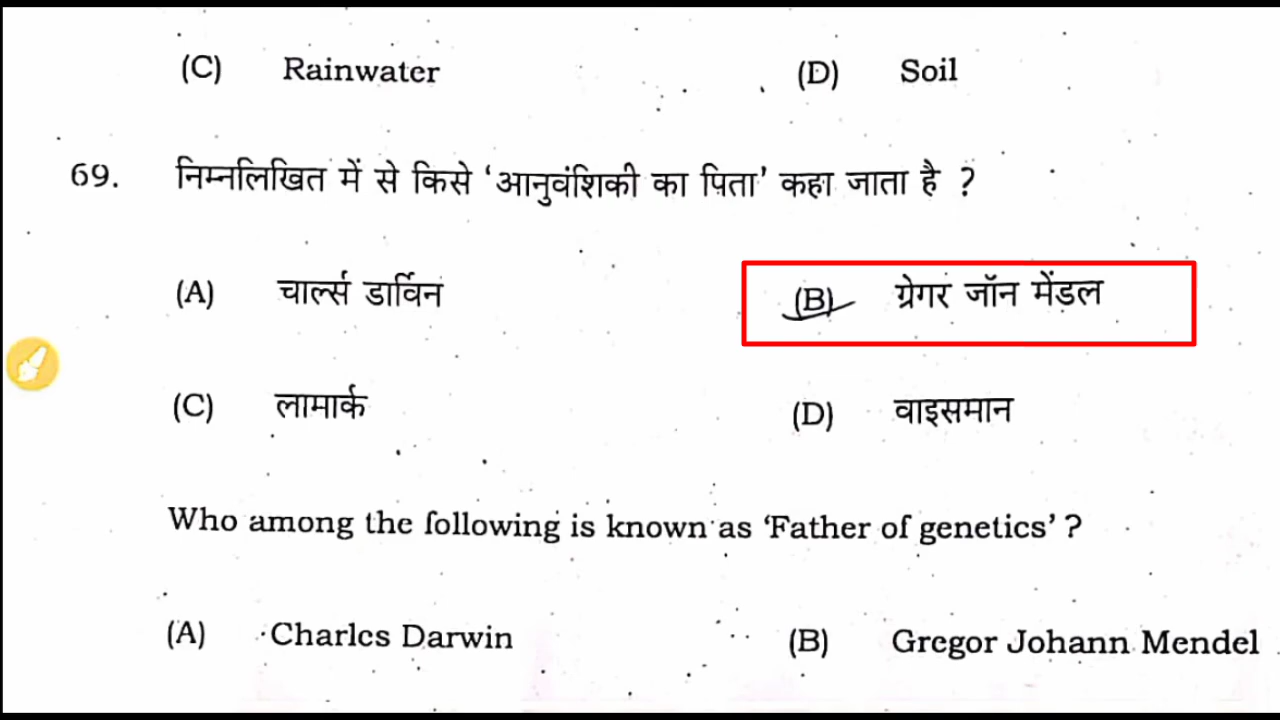 (C) Rainwater (D) Soil
69. निम्नलिखित में से किसे ‘आनुवंशिकी का पिता’ कहा जाता है ?
(A) चार्ल्स डार्विन (B) ग्रेगर जॉन मेंडल
(C) लामार्क (D) वाइसमान
Who among the following is known as ‘Father of genetics’ ?
(A) Charles Darwin (B) Gregor Johann Mendel